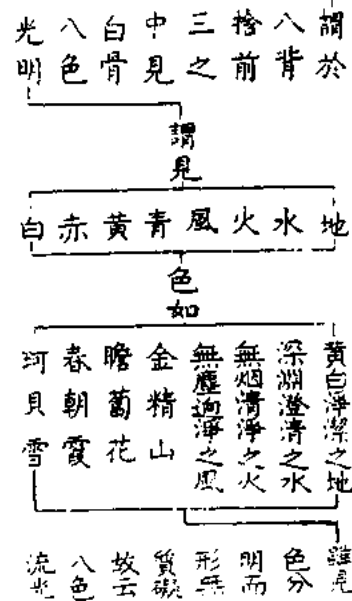 謂於
八背
捨前
三之
中見
白骨
八色
光明
謂見
地
水
火
風
青
黃
赤
白
色如
黃白淨潔之地
深淵澄清之水
無烟清淨之火
無塵迥淨之風
金精山
瞻蔔花
春朝霞
珂貝雪
雖見
色分
明而
形無
質礙
故云
八色
流光